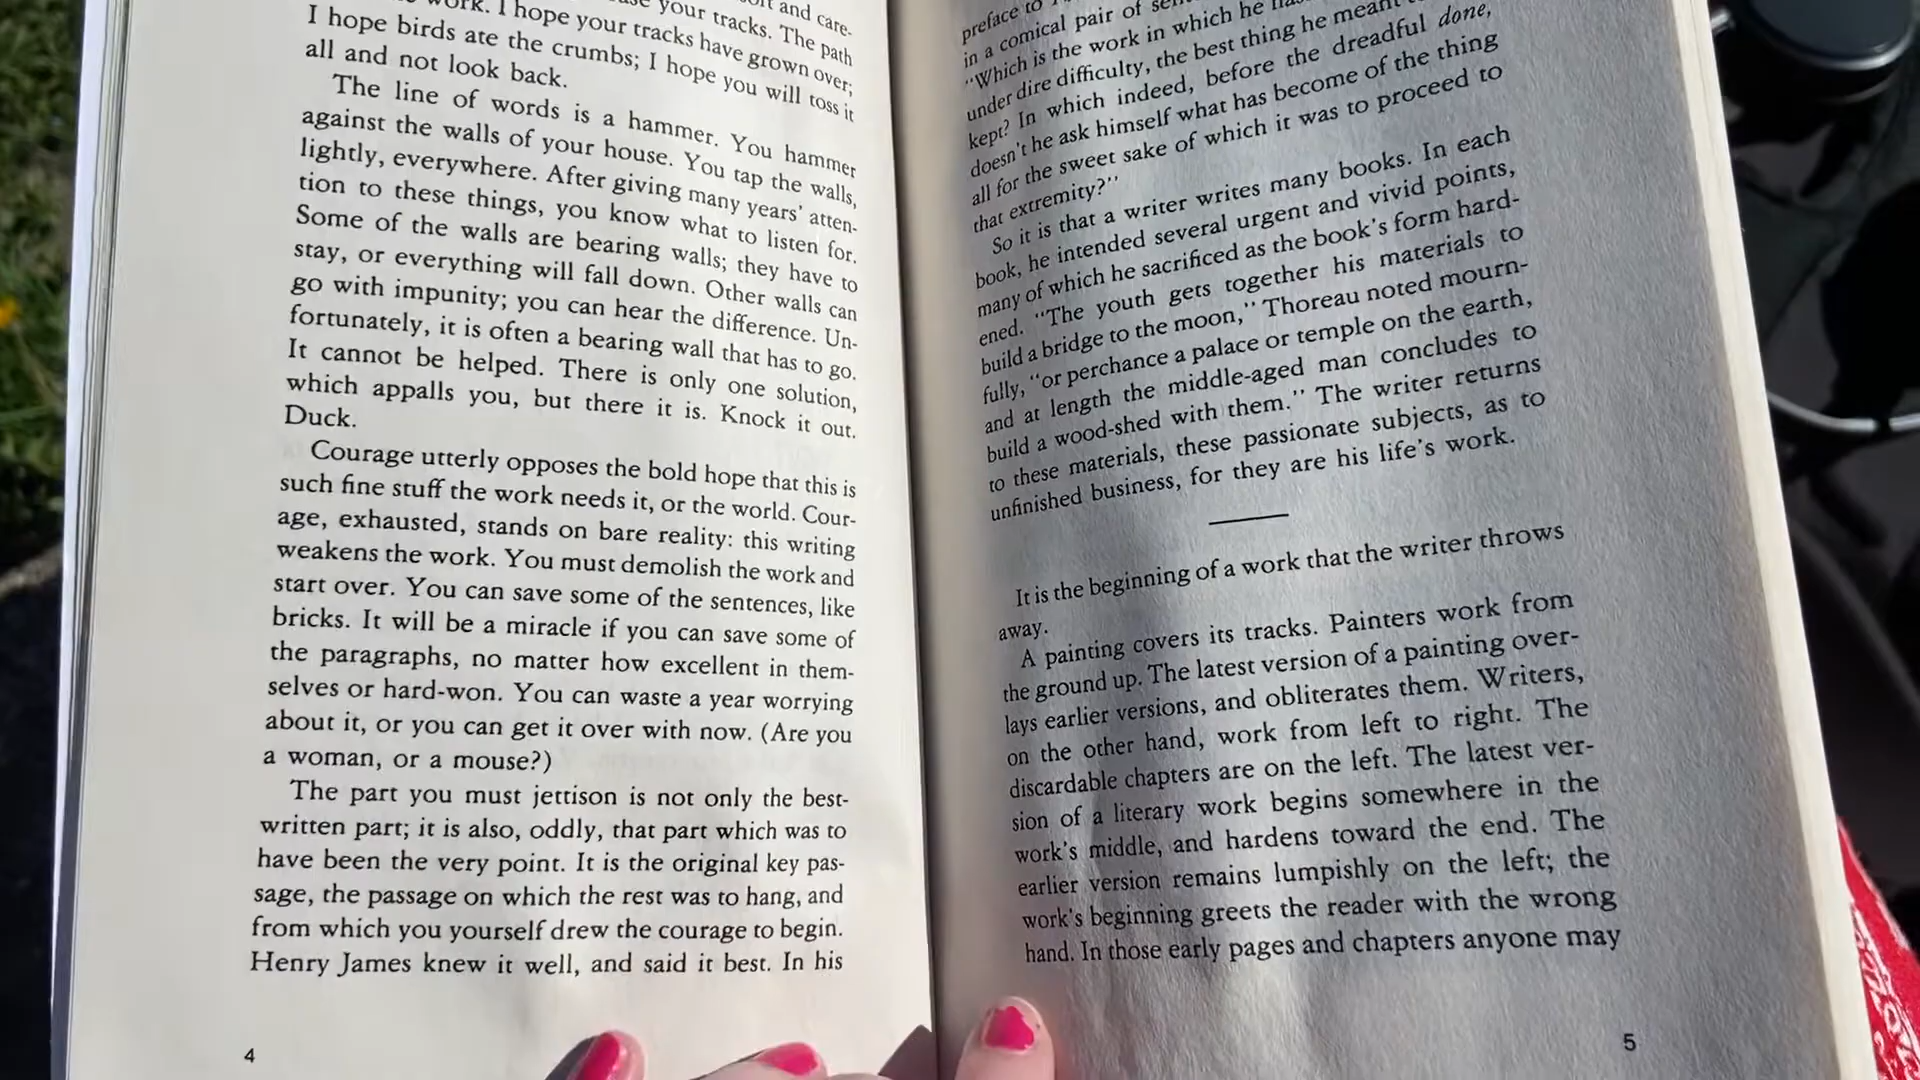 your tracks. The path
work. I hope your tracks have grown over;
I hope birds ate the crumbs; I hope you will toss it
all and not look back.
The line of words is a hammer. You hammer
against the walls of your house. You tap the walls,
lightly, everywhere. After giving many years' atten-
tion to these things, you know what to listen for.
Some of the walls are bearing walls; they have to
stay, or everything will fall down. Other walls can
go with impunity; you can hear the difference. Un-
fortunately, it is often a bearing wall that has to go.
It cannot be helped. There is only one solution,
which appalls you, but there it is. Knock it out.
Duck.
Courage utterly opposes the bold hope that this is
such fine stuff the work needs it, or the world. Cour-
age, exhausted, stands on bare reality: this writing
weakens the work. You must demolish the work and
start over. You can save some of the sentences, like
bricks. It will be a miracle if you can save some of
the paragraphs, no matter how excellent in them-
selves or hard-won. You can waste a year worrying
about it, or you can get it over with now. (Are you
a woman, or a mouse?)
The part you must jettison is not only the best-
written part; it is also, oddly, that part which was to
have been the very point. It is the original key pas-
sage, the passage on which the rest was to hang, and
from which you yourself drew the courage to begin.
Henry James knew it well, and said it best. In his
4
preface to
in a comical pair of
"Which is the work in which he
under dire difficulty, the best thing he meant
kept? In which indeed, before the dreadful done,
doesn't he ask himself what has become of the thing
all for the sweet sake of which it was to proceed to
that extremity?"
So it is that a writer writes many books. In each
book, he intended several urgent and vivid points,
many of which he sacrificed as the book's form hard-
ened. "The youth gets together his materials to
build a bridge to the moon," Thoreau noted mourn-
fully, "or perchance a palace or temple on the earth,
and at length the middle-aged man concludes to
build a wood-shed with them." The writer returns
to these materials, these passionate subjects, as to
unfinished business, for they are his life's work.
It is the beginning of a work that the writer throws
away.
A painting covers its tracks. Painters work from
the ground up. The latest version of a painting over-
lays earlier versions, and obliterates them. Writers,
on the other hand, work from left to right. The
discardable chapters are on the left. The latest ver-
sion of a literary work begins somewhere in the
work's middle, and hardens toward the end. The
earlier version remains lumpishly on the left; the
work's beginning greets the reader with the wrong
hand. In those early pages and chapters anyone may
5